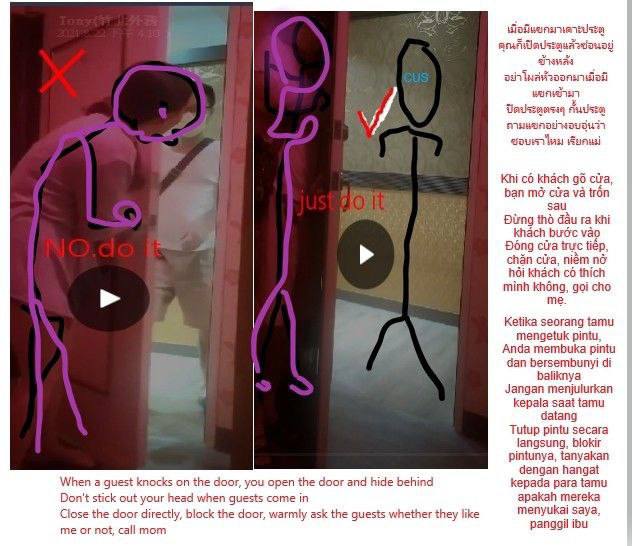 2021.8.22
4:10
NO.do it
just do it
CUS
เมื่อมีแขกมาเคาะประตู
คุณก็เปิดประตูแล้วซ่อนอยู่
ข้างหลัง
อย่าโผล่หัวออกมาเมื่อมี
แขกเข้ามา
ปิดประตูตรงๆ กั้นประตู
ถามแขกอย่างอบอุ่นว่า
ชอบเราไหม เรียกแม่
Khi có khách gõ cửa,
bạn mở cửa và trốn
sau
Đừng thò đầu ra khi
khách bước vào
Đóng cửa trực tiếp,
chặn cửa, niềm nở
hỏi khách có thích
mình không, gọi cho
mẹ.
Ketika seorang tamu
mengetuk pintu,
Anda membuka pintu
dan bersembunyi di
baliknya
Jangan menjulurkan
kepala saat tamu
datang
Tutup pintu secara
langsung, blokir
pintunya, tanyakan
dengan hangat
kepada para tamu
apakah mereka
menyukai saya,
panggil ibu
When a guest knocks on the door, you open the door and hide behind
Don't stick out your head when guests come in
Close the door directly, block the door, warmly ask the guests whether they like
me or not, call mom